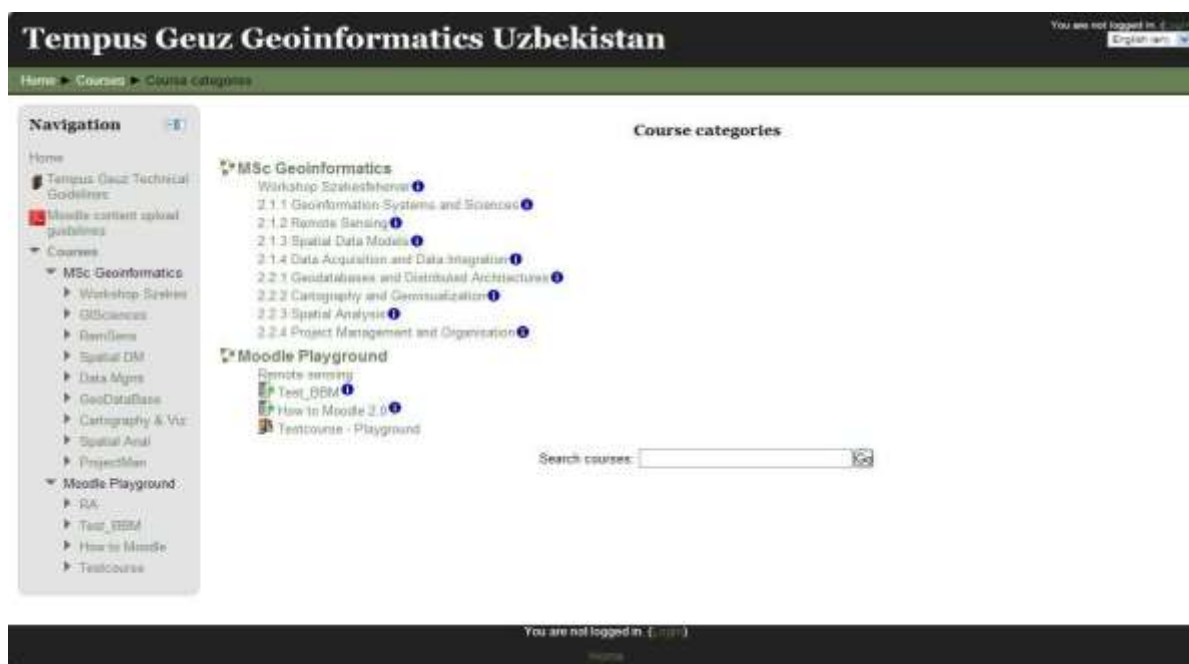 Tempus Geuz Geoinformatics Uzbekistan
You are not logged in. (Login)
English (en)
Home ► Courses ► Course categories
Navigation
Home
Tempus Geuz Technical
Guidelines
Moodle content upload
guidelines
Courses
MSc Geoinformatics
Workshop Szekes
GISciences
RemSens
Spatial DM
Data Mgmt
GeoDataBase
Cartography & Viz
Spatial Anal
ProjectMan
Moodle Playground
RA
Test_BBM
How to Moodle
Testcourse
Course categories
MSc Geoinformatics
Workshop Szekesfehervar
2.1.1 Geoinformation Systems and Sciences
2.1.2 Remote Sensing
2.1.3 Spatial Data Models
2.1.4 Data Acquisition and Data Integration
2.2.1 Geodatabases and Distributed Architectures
2.2.2 Cartography and Geovisualization
2.2.3 Spatial Analysis
2.2.4 Project Management and Organisation
Moodle Playground
Remote sensing
Test_BBM
How to Moodle 2.0
Testcourse - Playground
Search courses: Go
You are not logged in. (Login)
Home